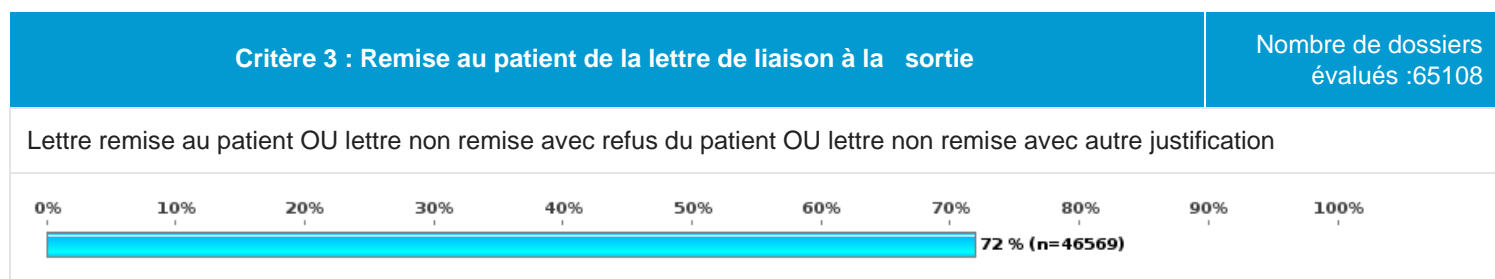 Critère 3 : Remise au patient de la lettre de liaison à la sortie
Nombre de dossiers
évalués :65108
Lettre remise au patient OU lettre non remise avec refus du patient OU lettre non remise avec autre justification
0% 10% 20% 30% 40% 50% 60% 70% 80% 90% 100%
72 % (n=46569)